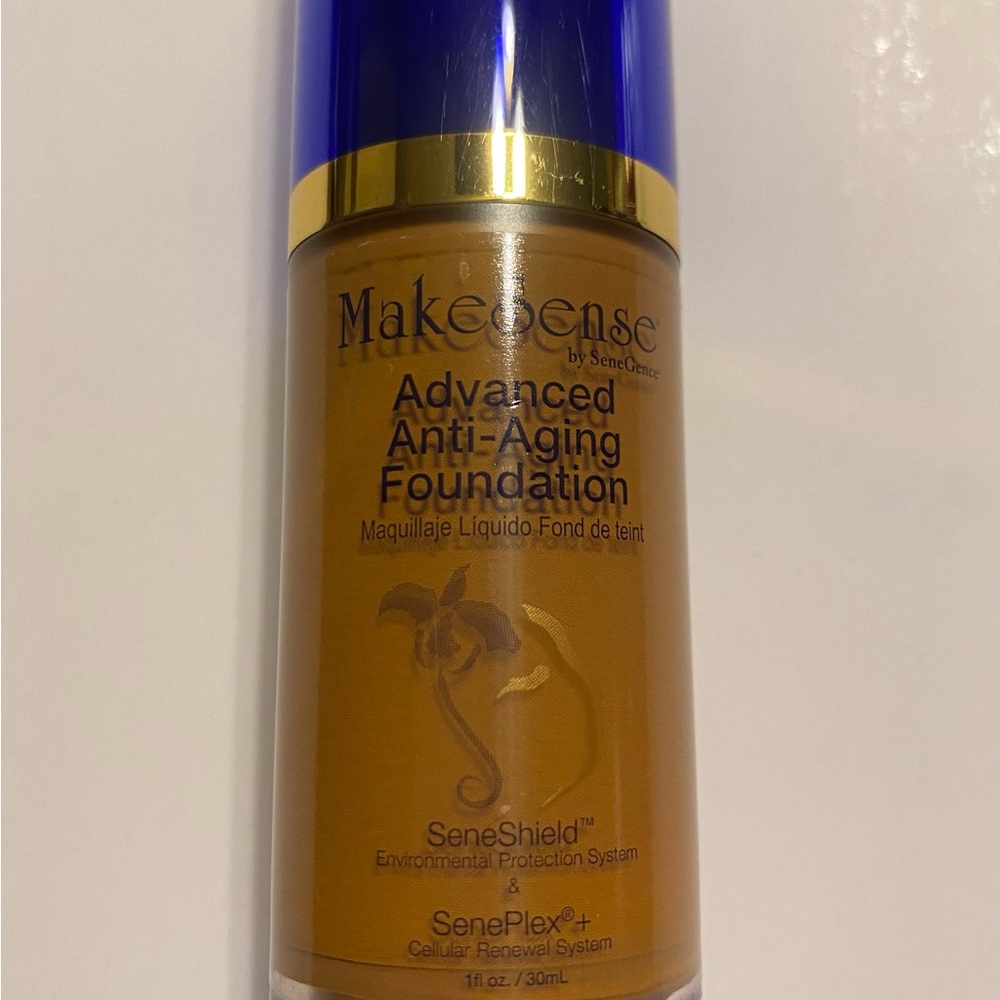 MakeSense®
by SeneGence®
Advanced
Anti-Aging
Foundation
Maquillaje Líquido Fond de teint
SeneShield™
Environmental Protection System
&
SenePlex®+
Cellular Renewal System
1fl oz. / 30mL